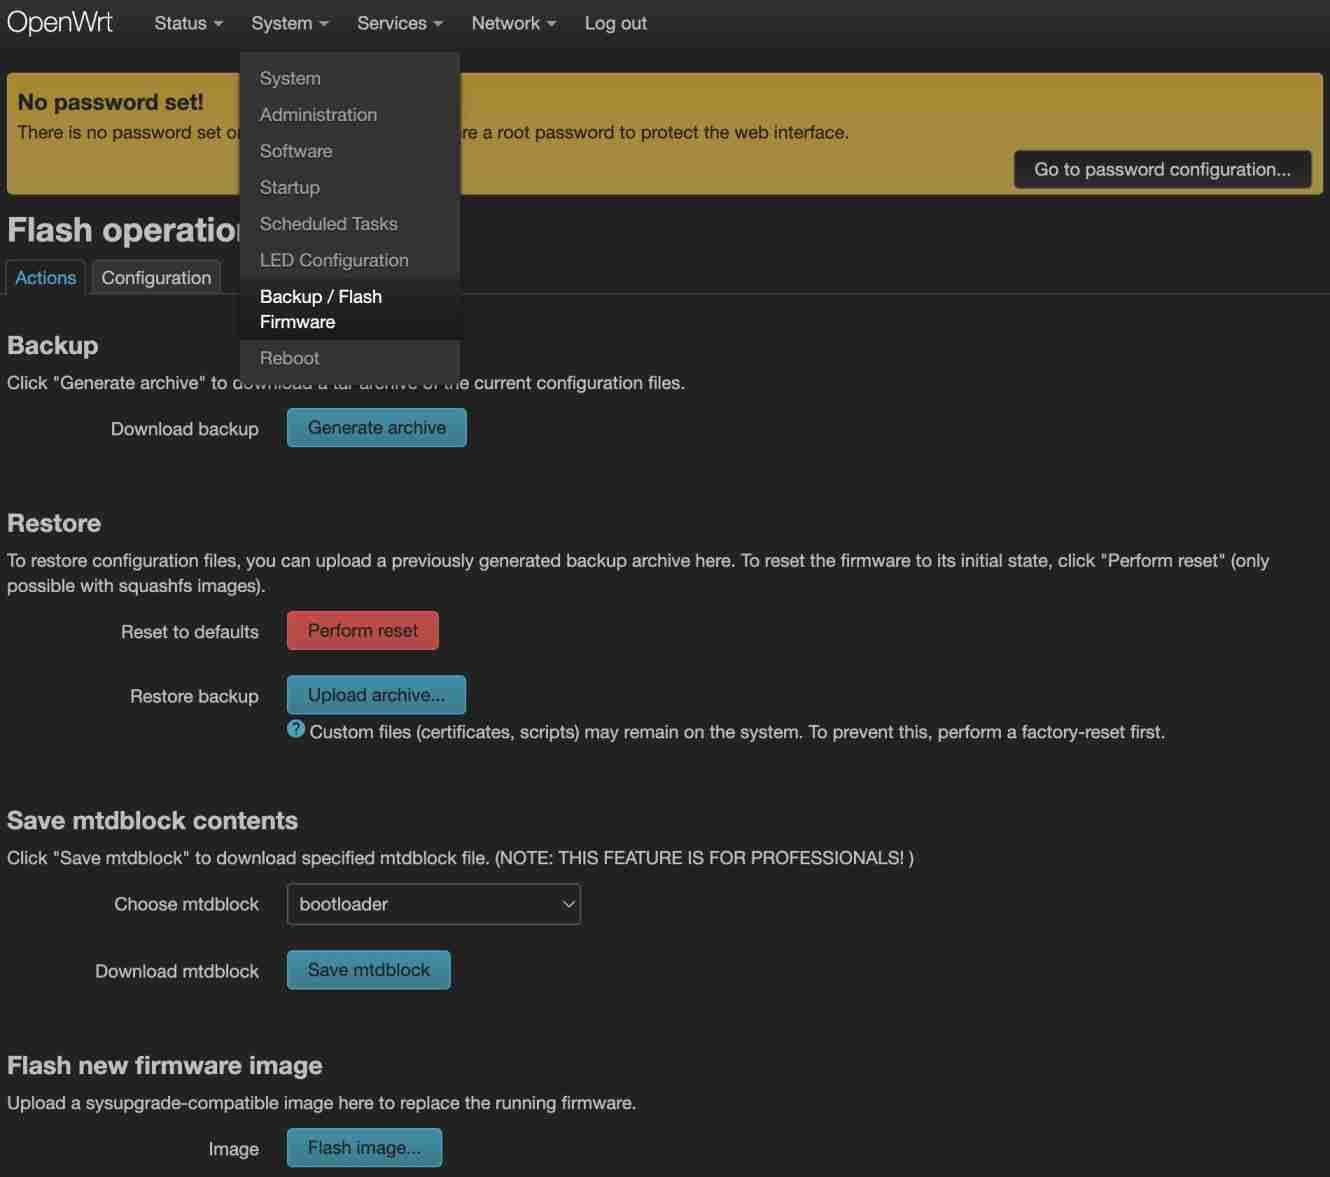 OpenWrt Status System Services Network Log out
System
Administration
Software
Startup
Scheduled Tasks
LED Configuration
Backup / Flash
Firmware
Reboot
No password set!
There is no password set re a root password to protect the web interface.
Go to password configuration...
Flash operation
Actions Configuration
Backup
Click "Generate archive" to download a tar archive of the current configuration files.
Download backup Generate archive
Restore
To restore configuration files, you can upload a previously generated backup archive here. To reset the firmware to its initial state, click "Perform reset" (only
possible with squashfs images).
Reset to defaults Perform reset
Restore backup Upload archive...
? Custom files (certificates, scripts) may remain on the system. To prevent this, perform a factory-reset first.
Save mtdblock contents
Click "Save mtdblock" to download specified mtdblock file. (NOTE: THIS FEATURE IS FOR PROFESSIONALS! )
Choose mtdblock bootloader
Download mtdblock Save mtdblock
Flash new firmware image
Upload a sysupgrade-compatible image here to replace the running firmware.
Image Flash image...